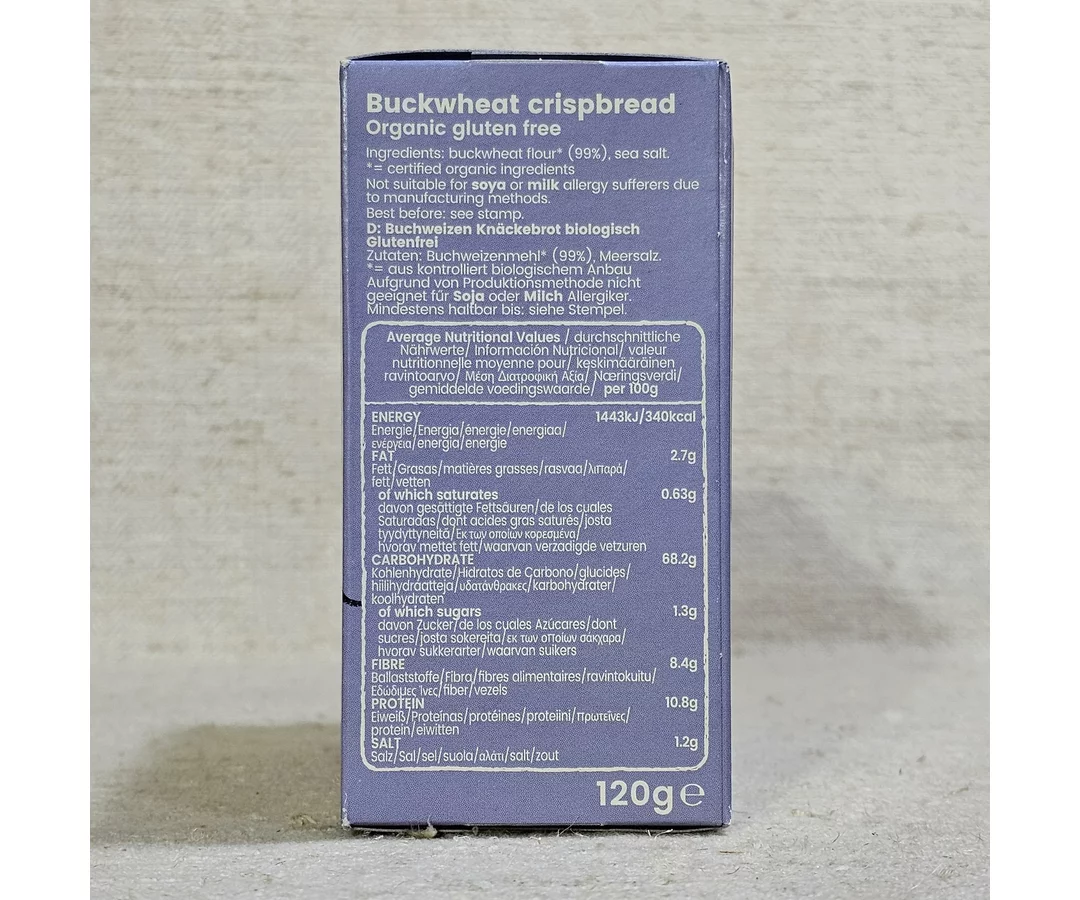 Buckwheat crispbread
Organic gluten free
Ingredients: buckwheat flour* (99%), sea salt.
*= certified organic ingredients
Not suitable for soya or milk allergy sufferers due
to manufacturing methods.
Best before: see stamp.
D: Buchweizen Knäckebrot biologisch
Glutenfrei
Zutaten: Buchweizenmehl* (99%), Meersalz.
*= aus kontrolliert biologischem Anbau
Aufgrund von Produktionsmethode nicht
geeignet für Soja oder Milch Allergiker.
Mindestens haltbar bis: siehe Stempel.
Average Nutritional Values / durchschnittliche
Nährwerte/ Información Nutricional/ valeur
nutritionnelle moyenne pour/ keskimääräinen
ravintoarvo/ Μέση Διατροφική Αξία/ Næringsverdi/
gemiddelde voedingswaarde/ per 100g
ENERGY 1443kJ/340kcal
Energie/Energia/énergie/energiaa/
ενέργεια/energia/energie
FAT 2.7g
Fett/Grasas/matières grasses/rasvaa/λιπαρά/
fett/vetten
of which saturates 0.63g
davon gesättigte Fettsäuren/de los cuales
Saturadas/dont acides gras saturés/josta
tyydyttyneitä/Εκ των οποίων κορεσμένα/
hvorav mettet fett/waarvan verzadigde vetzuren
CARBOHYDRATE 68.2g
Kohlenhydrate/Hidratos de Carbono/glucides/
hiilihydraatteja/υδατάνθρακες/karbohydrater/
koolhydraten
of which sugars 1.3g
davon Zucker/de los cuales Azúcares/dont
sucres/josta sokereita/εκ των οποίων σάκχαρα/
hvorav sukkerarter/waarvan suikers
FIBRE 8.4g
Ballaststoffe/Fibra/fibres alimentaires/ravintokuitu/
Εδώδιμες ίνες/fiber/vezels
PROTEIN 10.8g
Eiweiß/Proteínas/protéines/proteiini/πρωτεΐνες/
protein/eiwitten
SALT 1.2g
Salz/Sal/sel/suola/αλάτι/salt/zout
120g ℮